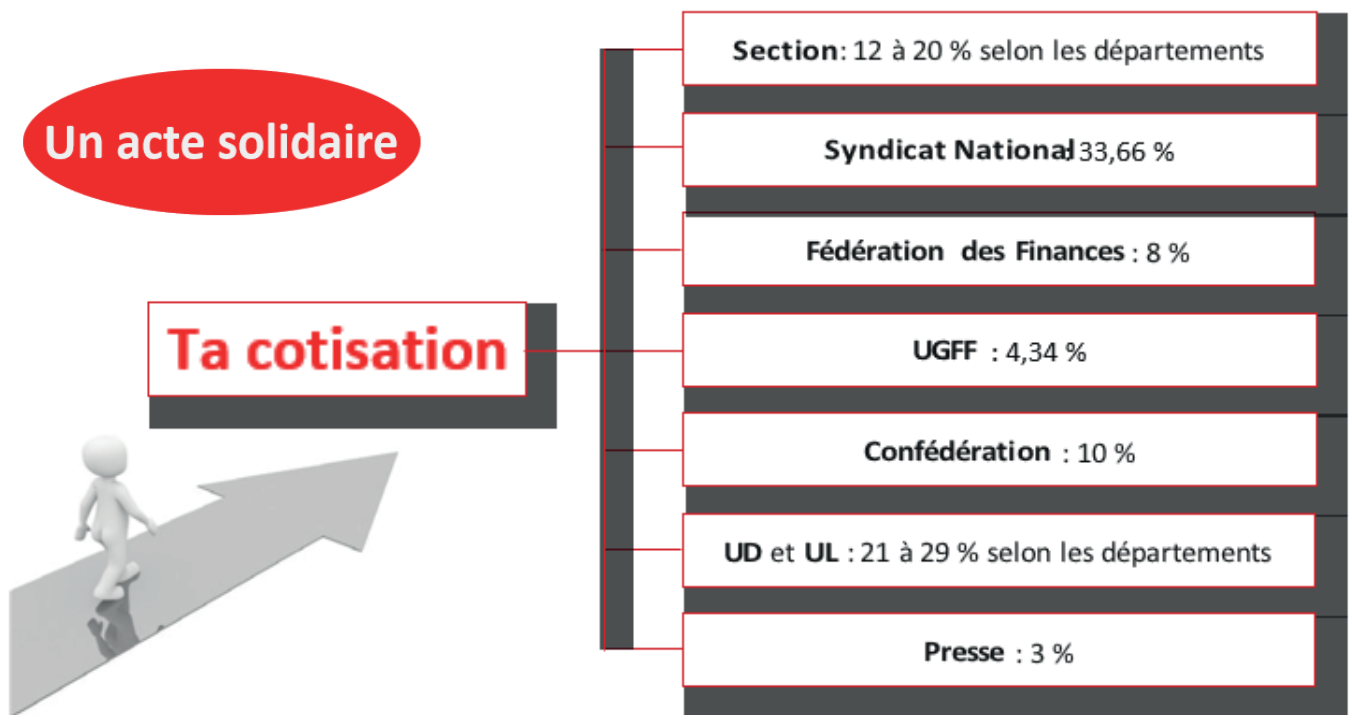 Un acte solidaire
Ta cotisation
Section: 12 à 20 % selon les départements
Syndicat National: 33,66 %
Fédération des Finances : 8 %
UGFF : 4,34 %
Confédération : 10 %
UD et UL : 21 à 29 % selon les départements
Presse : 3 %